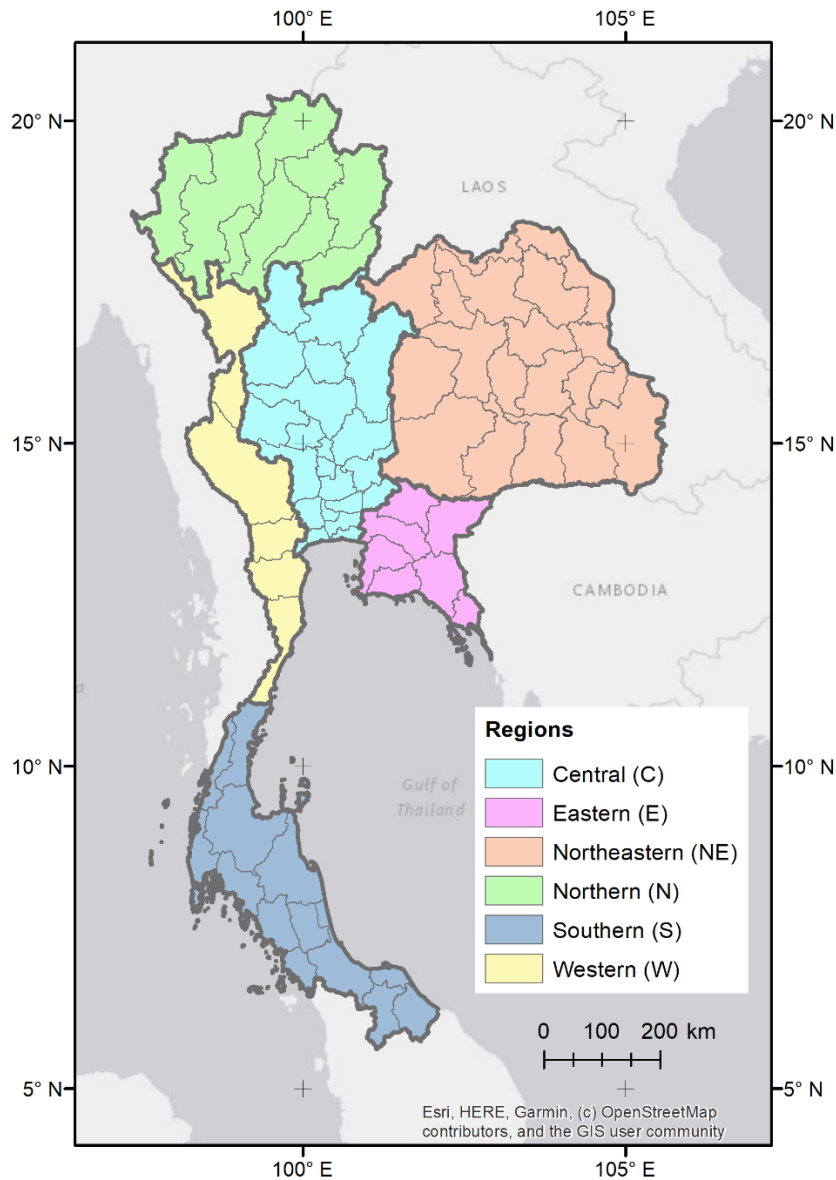 100° E
105° E
20° N
20° N
LAOS
15° N
15° N
CAMBODIA
Regions
Central (C)
10° N
10° N
Gulf of
Thailand
Eastern (E)
Northeastern (NE)
Northern (N)
Southern (S)
Western (W)
0 100 200 km
5° N
5° N
Esri, HERE, Garmin, (c) OpenStreetMap
contributors, and the GIS user community
100° E
105° E